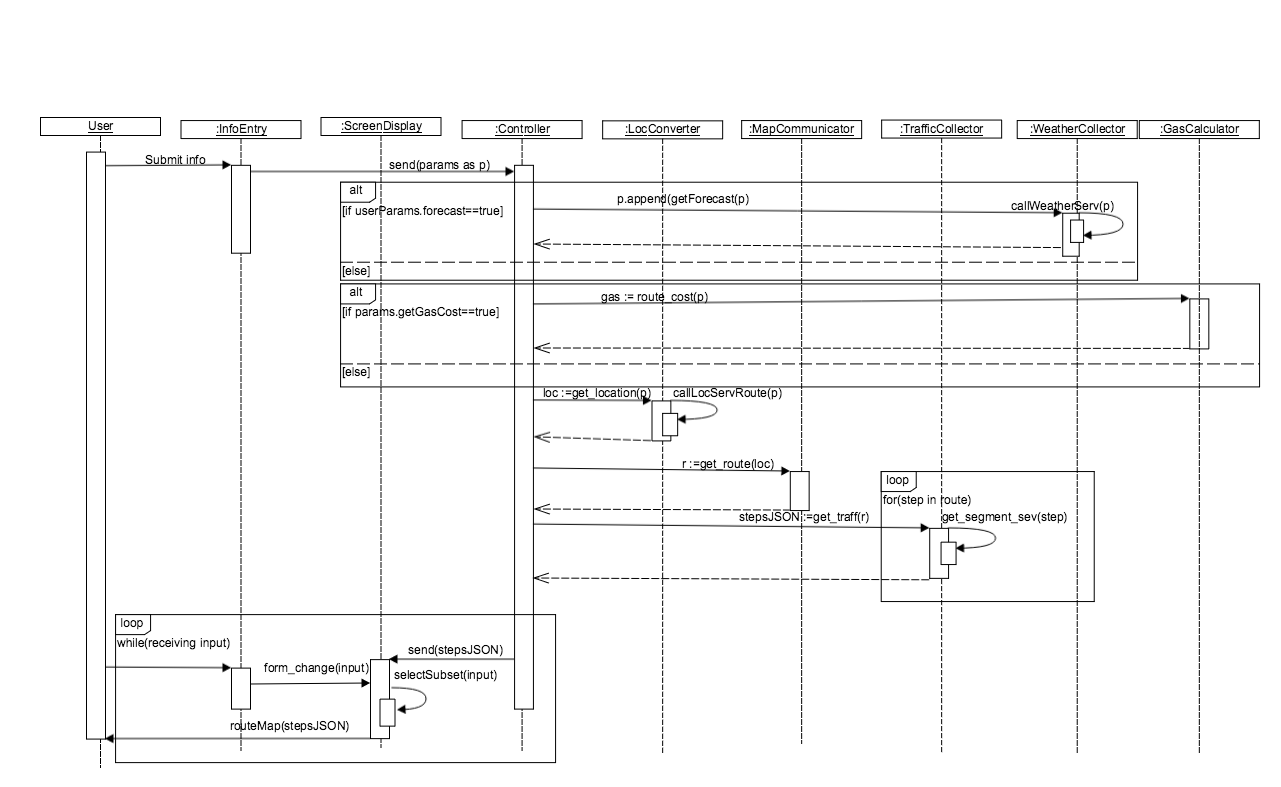 User
:InfoEntry
:ScreenDisplay
:Controller
:LocConverter
:MapCommunicator
:TrafficCollector
:WeatherCollector
:GasCalculator
Submit info
send(params as p)
alt
[if userParams.forecast==true]
p.append(getForecast(p)
callWeatherServ(p)
[else]
alt
[if params.getGasCost==true]
gas := route_cost(p)
[else]
loc :=get_location(p)
callLocServRoute(p)
r :=get_route(loc)
loop
for(step in route)
stepsJSON :=get_traff(r)
get_segment_sev(step)
loop
while(receiving input)
send(stepsJSON)
form_change(input)
selectSubset(input)
routeMap(stepsJSON)